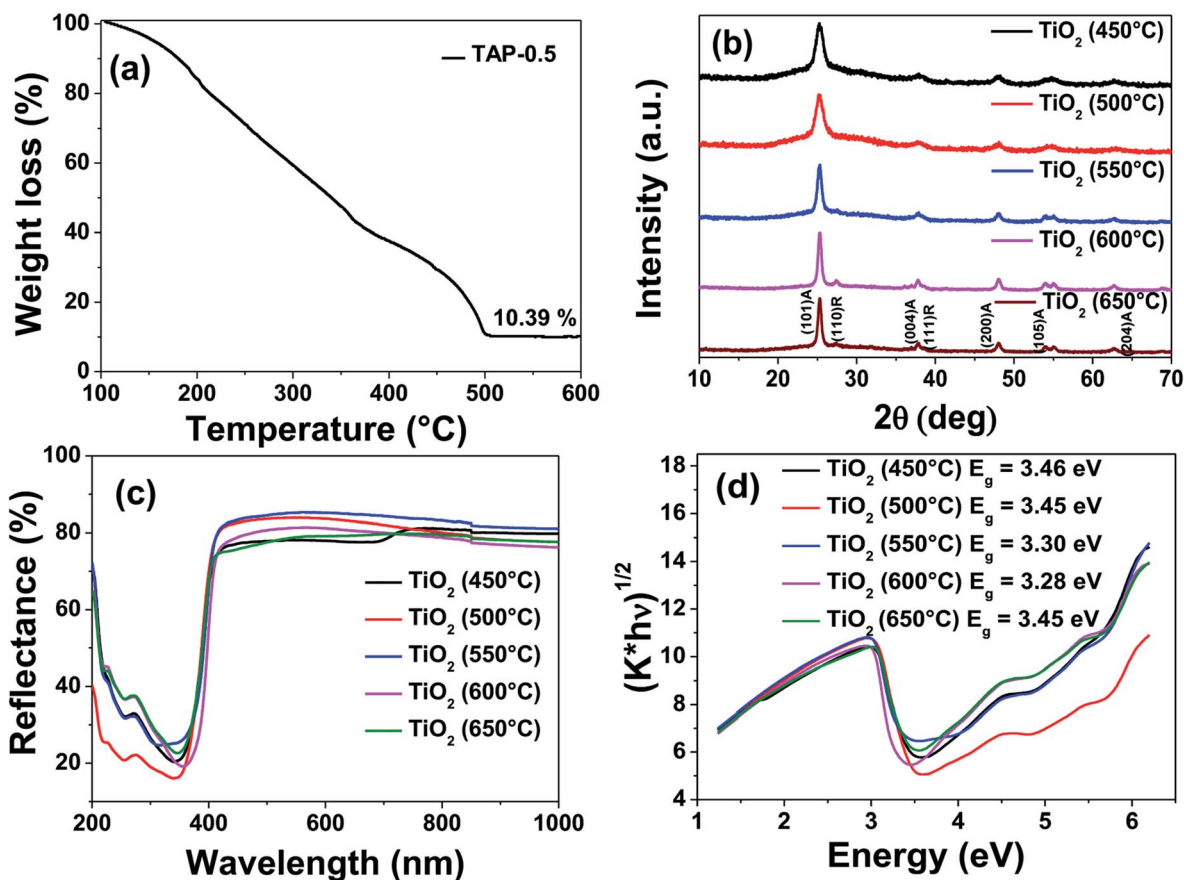 (a)
TAP-0.5
10.39 %
100
80
60
40
20
0
Weight loss (%)
100 200 300 400 500 600
Temperature (°C)
(b)
TiO2 (450°C)
TiO2 (500°C)
TiO2 (550°C)
TiO2 (600°C)
TiO2 (650°C)
(101)A
(110)R
(004)A
(111)R
(200)A
(105)A
(204)A
Intensity (a.u.)
10 20 30 40 50 60 70
2θ (deg)
(c)
100
80
60
40
20
Reflectance (%)
TiO2 (450°C)
TiO2 (500°C)
TiO2 (550°C)
TiO2 (600°C)
TiO2 (650°C)
200 400 600 800 1000
Wavelength (nm)
(d)
18
16
14
12
10
8
6
4
(K*hν)1/2
TiO2 (450°C) Eg = 3.46 eV
TiO2 (500°C) Eg = 3.45 eV
TiO2 (550°C) Eg = 3.30 eV
TiO2 (600°C) Eg = 3.28 eV
TiO2 (650°C) Eg = 3.45 eV
1 2 3 4 5 6
Energy (eV)